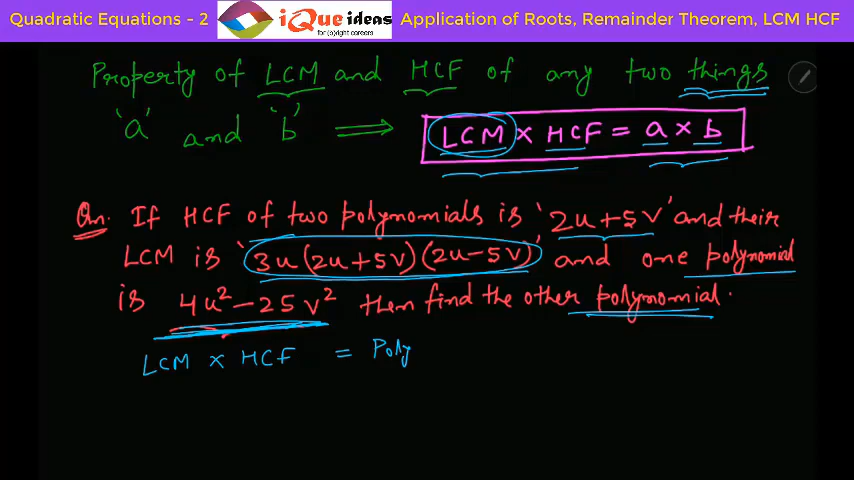 Quadratic Equations - 2
iQue ideas
for (b)right careers
Application of Roots, Remainder Theorem, LCM HCF
Property of LCM and HCF of any two things
'a' and 'b' ⟹ LCM × HCF = a × b
Qn. If HCF of two polynomials is '2u+5v' and their
LCM is '3u(2u+5v)(2u-5v)' and one polynomial
is 4u²-25v² then find the other polynomial.
LCM × HCF = Poly